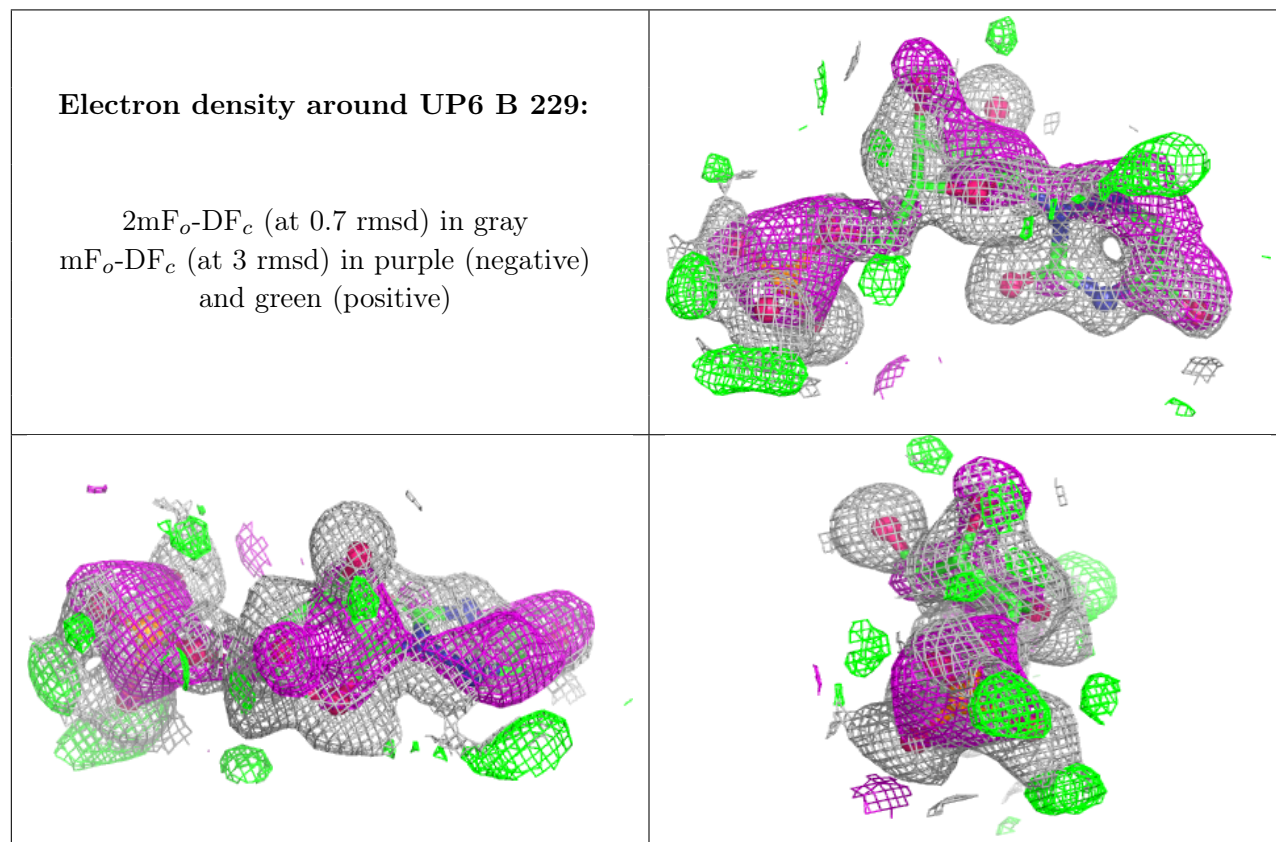 Electron density around UP6 B 229:
2mFo-DFc (at 0.7 rmsd) in gray
mFo-DFc (at 3 rmsd) in purple (negative)
and green (positive)